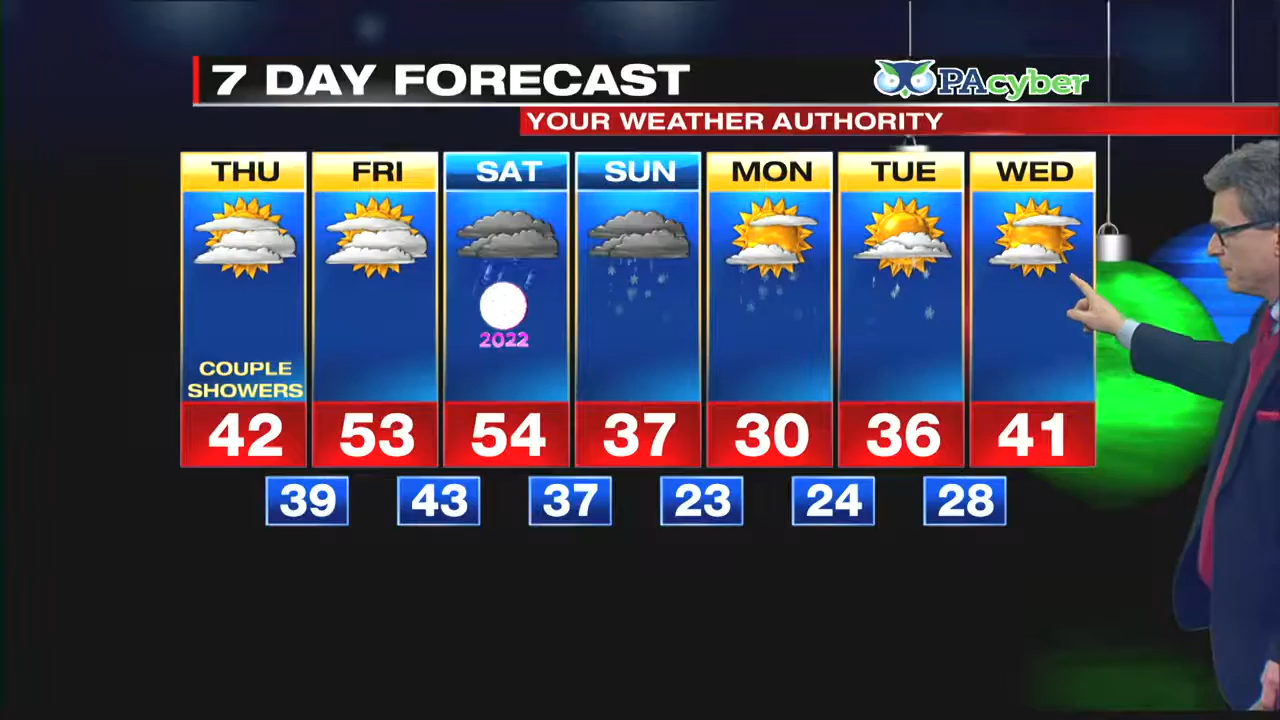 7 DAY FORECAST
PAcyber
YOUR WEATHER AUTHORITY
THU FRI SAT SUN MON TUE WED
2022
COUPLE
SHOWERS
42 53 54 37 30 36 41
39 43 37 23 24 28